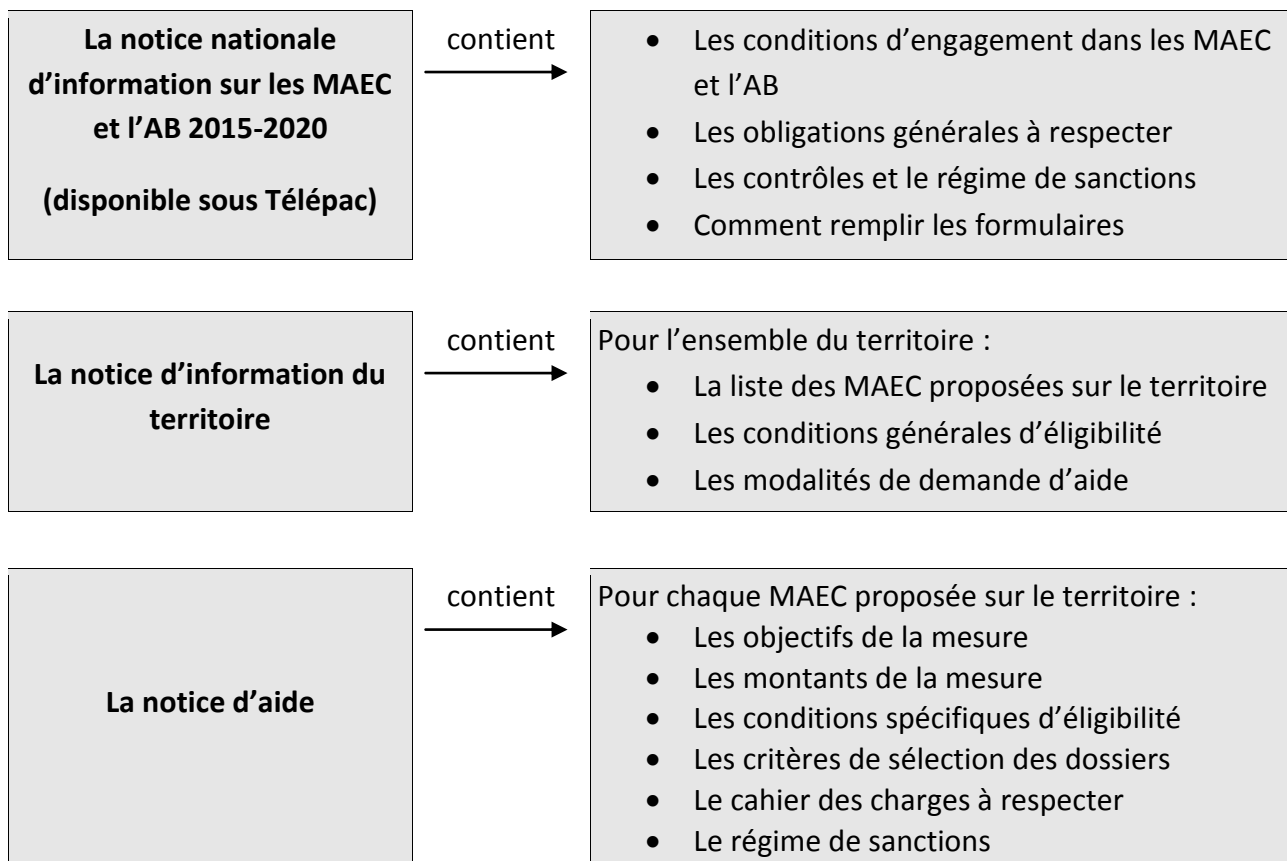 La notice nationale
d’information sur les MAEC
et l’AB 2015-2020
(disponible sous Télépac)
contient
• Les conditions d’engagement dans les MAEC
et l’AB
• Les obligations générales à respecter
• Les contrôles et le régime de sanctions
• Comment remplir les formulaires
La notice d’information du
territoire
contient
Pour l’ensemble du territoire :
• La liste des MAEC proposées sur le territoire
• Les conditions générales d’éligibilité
• Les modalités de demande d’aide
La notice d’aide
contient
Pour chaque MAEC proposée sur le territoire :
• Les objectifs de la mesure
• Les montants de la mesure
• Les conditions spécifiques d’éligibilité
• Les critères de sélection des dossiers
• Le cahier des charges à respecter
• Le régime de sanctions